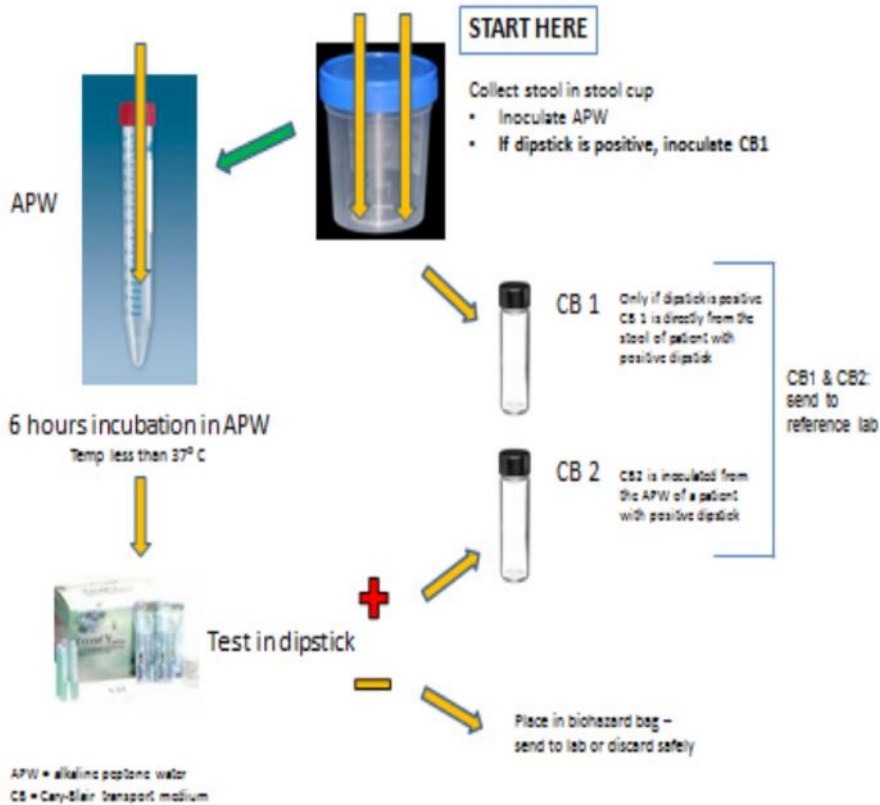 START HERE
Collect stool in stool cup
• Inoculate APW
• If dipstick is positive, inoculate CB1
APW
CB 1
Only if dipstick is positive
CB 1 is directly from the
stool of patient with
positive dipstick
CB1 & CB2:
send to
reference lab
6 hours incubation in APW
Temp less than 37⁰ C
CB 2
CB2 is inoculated from
the APW of a patient
with positive dipstick
+
Test in dipstick
−
Place in biohazard bag –
send to lab or discard safely
APW = alkaline peptone water
CB = Cary-Blair transport medium